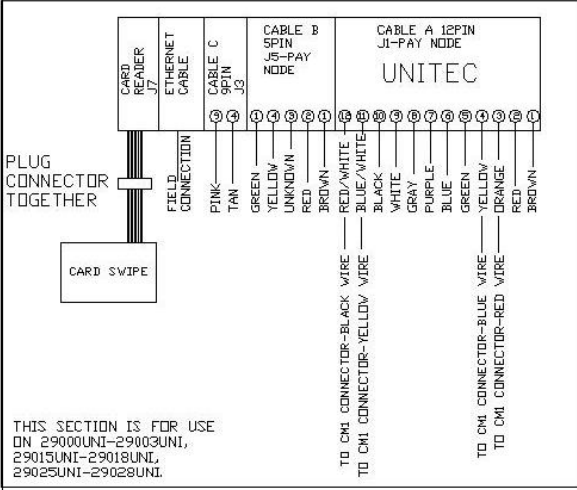 CARD
READER
J7
ETHERNET
CABLE
CABLE C
9PIN
J3
CABLE B
5PIN
J5-PAY
NODE
CABLE A 12PIN
J1-PAY NODE
UNITEC
9 4 1 4 3 2 1 12 11 10 9 8 7 6 5 4 3 2 1
FIELD
CONNECTION
PINK
TAN
GREEN
YELLOW
UNKNOWN
RED
BROWN
RED/WHITE
BLUE/WHITE
BLACK
WHITE
GRAY
PURPLE
BLUE
GREEN
YELLOW
ORANGE
RED
BROWN
TO CM1 CONNECTOR-BLACK WIRE
TO CM1 CONNECTOR-YELLOW WIRE
TO CM1 CONNECTOR-BLUE WIRE
TO CM1 CONNECTOR-RED WIRE
PLUG
CONNECTOR
TOGETHER
CARD SWIPE
THIS SECTION IS FOR USE
ON 29000UNI-29003UNI,
29015UNI-29018UNI,
29025UNI-29028UNI.